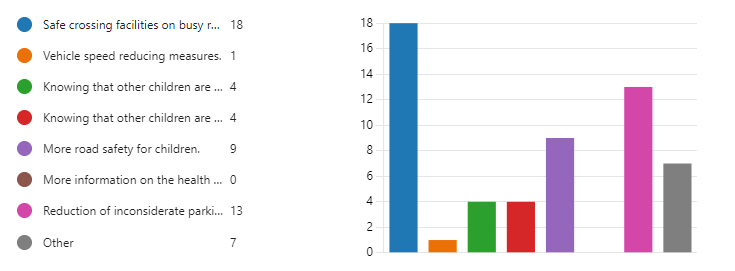 Safe crossing facilities on busy r... 18
Vehicle speed reducing measures. 1
Knowing that other children are ... 4
Knowing that other children are ... 4
More road safety for children. 9
More information on the health ... 0
Reduction of inconsiderate parki... 13
Other 7
18
16
14
12
10
8
6
4
2
0